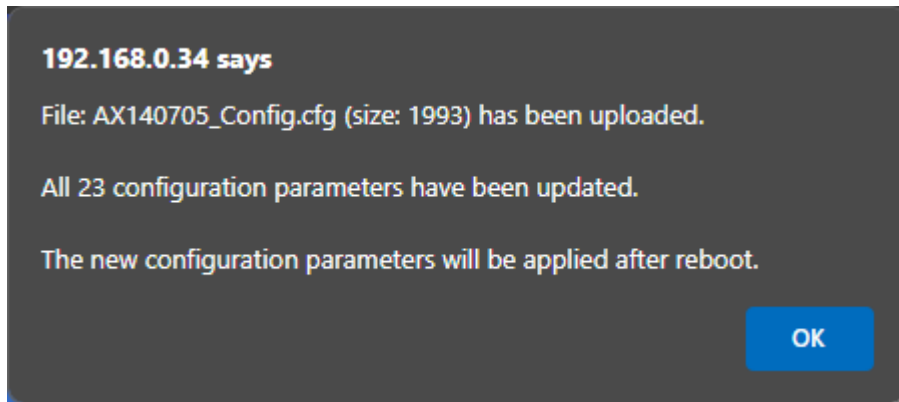 192.168.0.34 says
File: AX140705_Config.cfg (size: 1993) has been uploaded.
All 23 configuration parameters have been updated.
The new configuration parameters will be applied after reboot.
OK